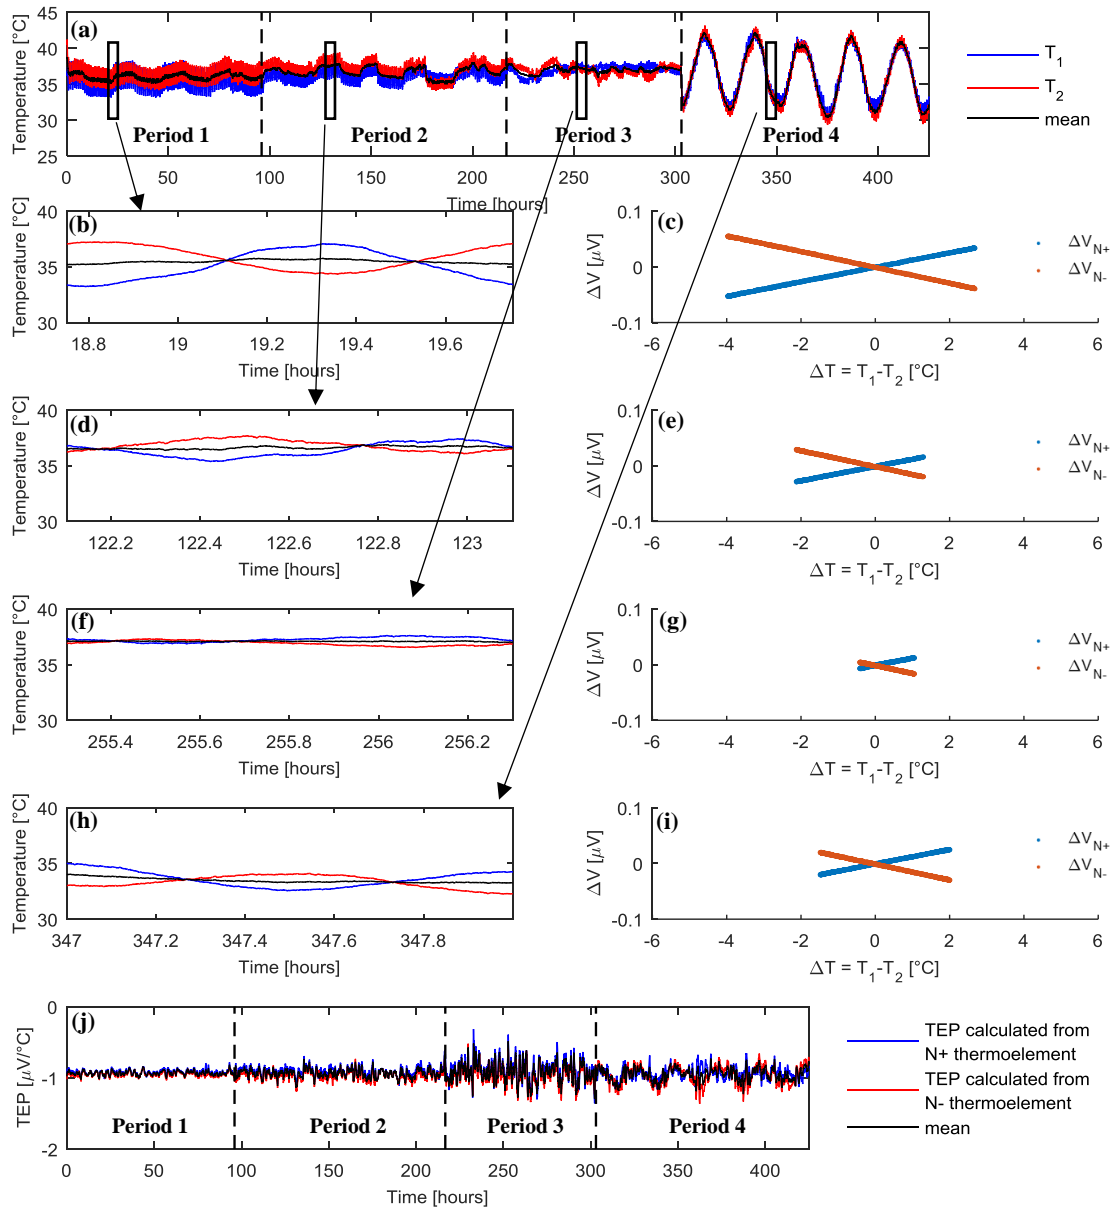 (a)
Temperature [°C]
45
40
35
30
25
Period 1
Period 2
Period 3
Period 4
0
50
100
150
200
250
300
350
400
Time [hours]
T1
T2
mean
(b)
Temperature [°C]
40
35
30
18.8
19
19.2
19.4
19.6
Time [hours]
(c)
ΔV [μV]
0.1
0
-0.1
-6
-4
-2
0
2
4
6
ΔT = T1-T2 [°C]
ΔVN+
ΔVN-
(d)
Temperature [°C]
40
35
30
122.2
122.4
122.6
122.8
123
Time [hours]
(e)
ΔV [μV]
0.1
0
-0.1
-6
-4
-2
0
2
4
6
ΔT = T1-T2 [°C]
ΔVN+
ΔVN-
(f)
Temperature [°C]
40
35
30
255.4
255.6
255.8
256
256.2
Time [hours]
(g)
ΔV [μV]
0.1
0
-0.1
-6
-4
-2
0
2
4
6
ΔT = T1-T2 [°C]
ΔVN+
ΔVN-
(h)
Temperature [°C]
40
35
30
347
347.2
347.4
347.6
347.8
Time [hours]
(i)
ΔV [μV]
0.1
0
-0.1
-6
-4
-2
0
2
4
6
ΔT = T1-T2 [°C]
ΔVN+
ΔVN-
(j)
TEP [μV/°C]
0
-1
-2
Period 1
Period 2
Period 3
Period 4
0
50
100
150
200
250
300
350
400
Time [hours]
TEP calculated from
N+ thermoelement
TEP calculated from
N- thermoelement
mean